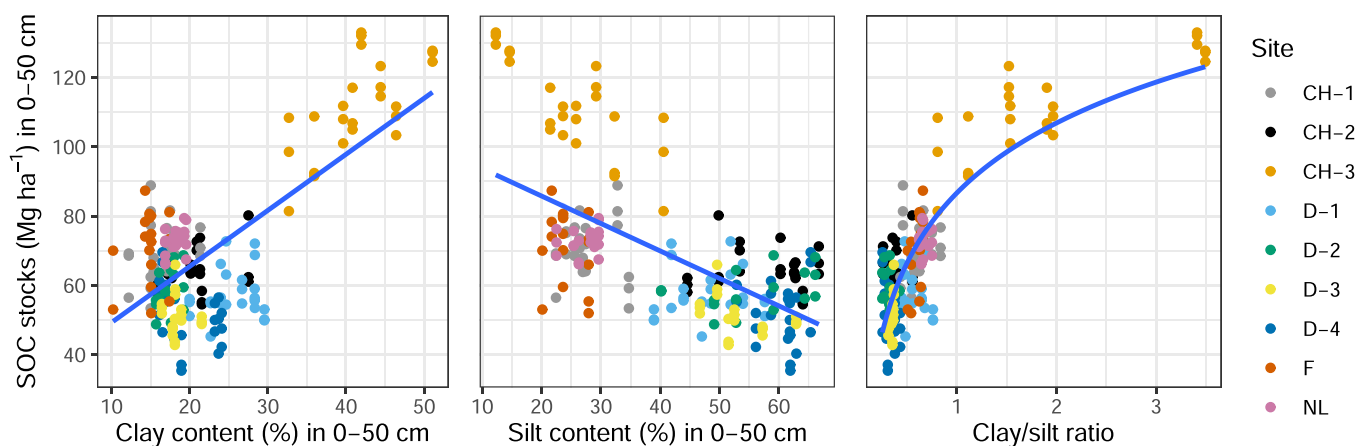 SOC stocks (Mg ha⁻¹) in 0–50 cm
120
100
80
60
40
10 20 30 40 50
Clay content (%) in 0–50 cm
10 20 30 40 50 60
Silt content (%) in 0–50 cm
1 2 3
Clay/silt ratio
Site
CH–1
CH–2
CH–3
D–1
D–2
D–3
D–4
F
NL